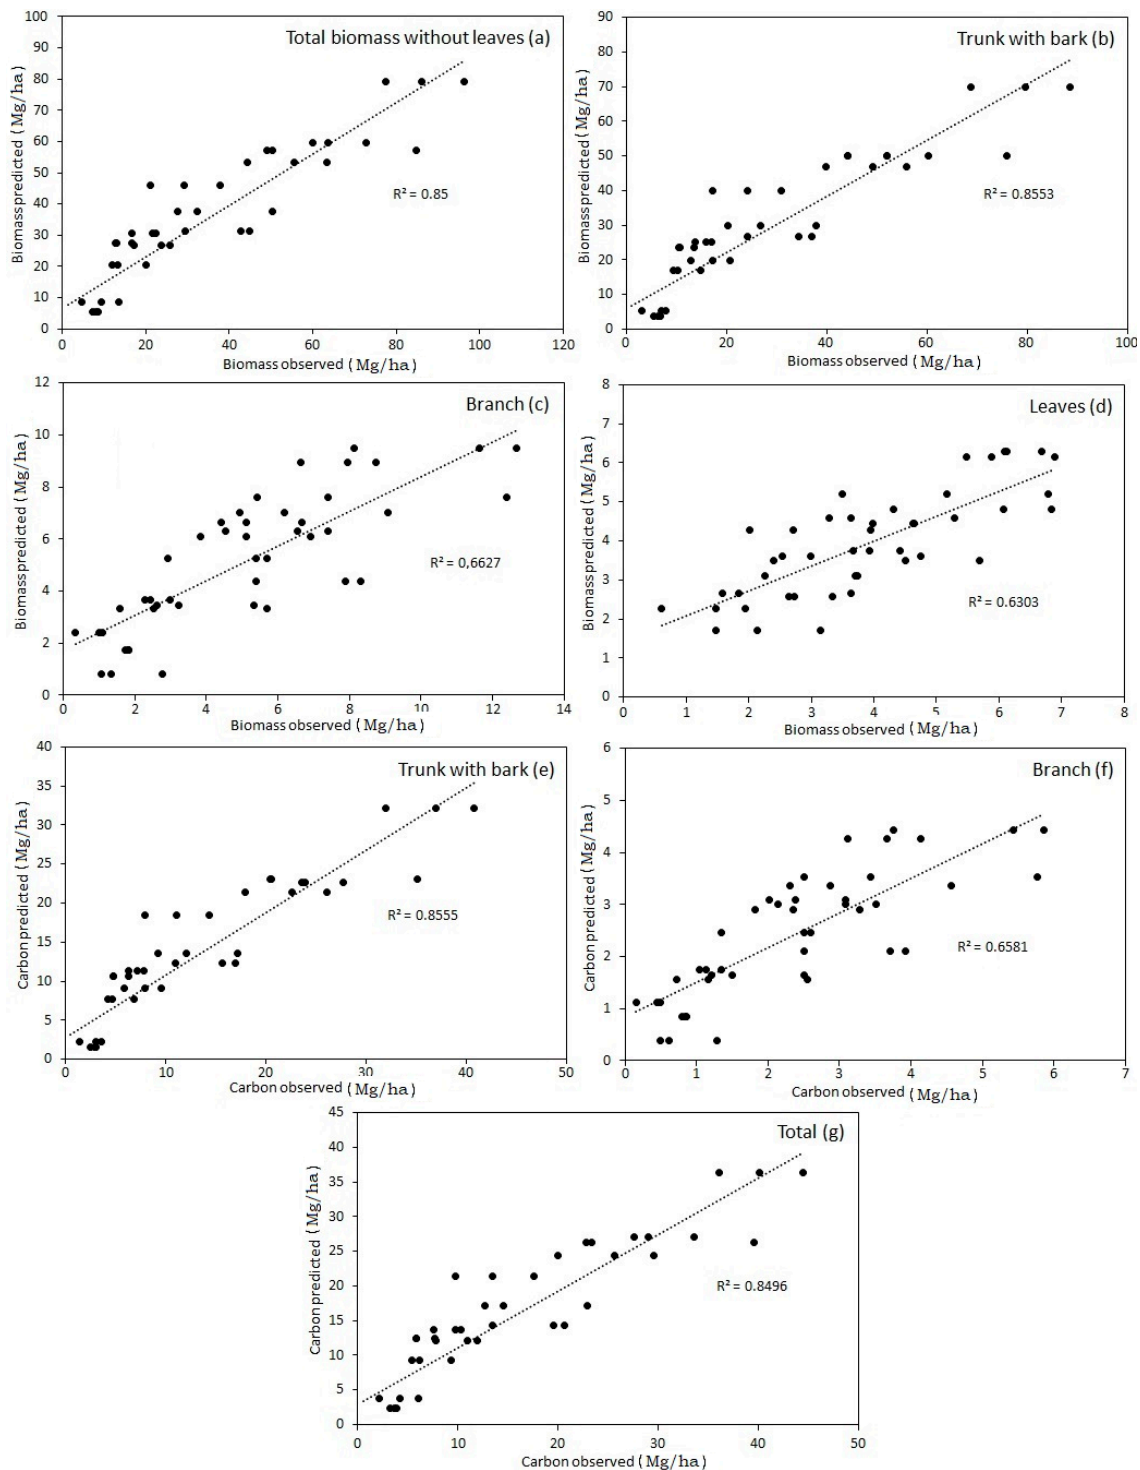 Total biomass without leaves (a)
Biomass predicted (Mg/ha)
100
90
80
70
60
50
40
30
20
10
0
R² = 0.85
0 20 40 60 80 100 120
Biomass observed (Mg/ha)
Trunk with bark (b)
Biomass predicted (Mg/ha)
90
80
70
60
50
40
30
20
10
0
R² = 0.8553
0 20 40 60 80 100
Biomass observed (Mg/ha)
Branch (c)
Biomass predicted (Mg/ha)
12
10
8
6
4
2
0
R² = 0,6627
0 2 4 6 8 10 12 14
Biomass observed (Mg/ha)
Leaves (d)
Biomass predicted (Mg/ha)
8
7
6
5
4
3
2
1
0
R² = 0.6303
0 1 2 3 4 5 6 7 8
Biomass observed (Mg/ha)
Trunk with bark (e)
Carbon predicted (Mg/ha)
40
35
30
25
20
15
10
5
0
R² = 0.8555
0 10 20 30 40 50
Carbon observed (Mg/ha)
Branch (f)
Carbon predicted (Mg/ha)
6
5
4
3
2
1
0
R² = 0.6581
0 1 2 3 4 5 6 7
Carbon observed (Mg/ha)
Total (g)
Carbon predicted (Mg/ha)
45
40
35
30
25
20
15
10
5
0
R² = 0.8496
0 10 20 30 40 50
Carbon observed (Mg/ha)